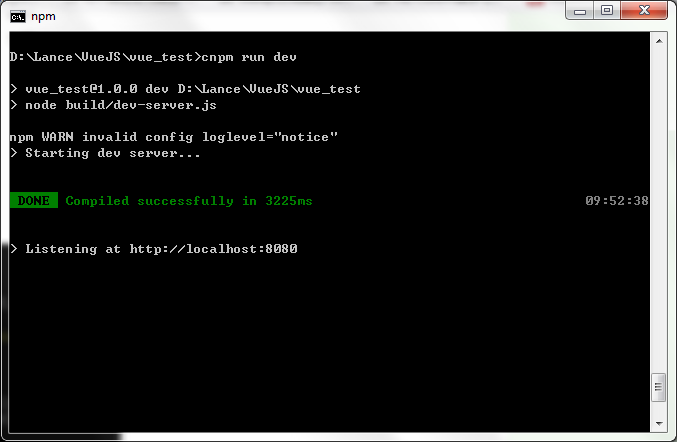 npm
D:\Lance\VueJS\vue_test>cnpm run dev
> vue_test@1.0.0 dev D:\Lance\VueJS\vue_test
> node build/dev-server.js
npm WARN invalid config loglevel="notice"
> Starting dev server...
DONE Compiled successfully in 3225ms 09:52:38
> Listening at http://localhost:8080